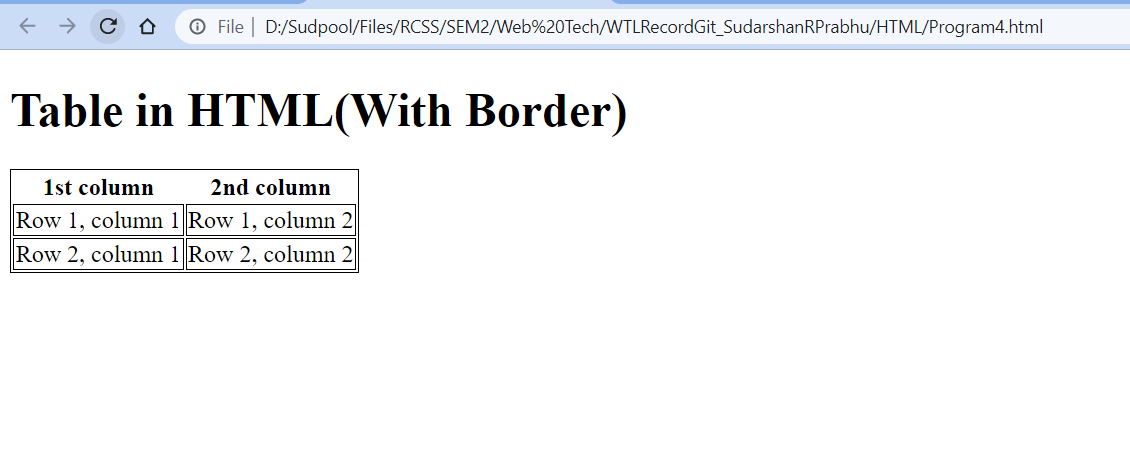 File | D:/Sudpool/Files/RCSS/SEM2/Web%20Tech/WTLRecordGit_SudarshanRPrabhu/HTML/Program4.html
Table in HTML(With Border)
1st column 2nd column
Row 1, column 1 Row 1, column 2
Row 2, column 1 Row 2, column 2